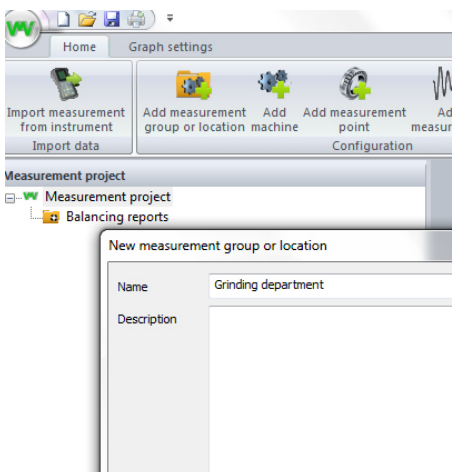 Home Graph settings
Import measurement
from instrument
Add measurement
group or location
Add
machine
Add measurement
point
Import data
Configuration
Measurement project
Measurement project
Balancing reports
New measurement group or location
Name
Grinding department
Description